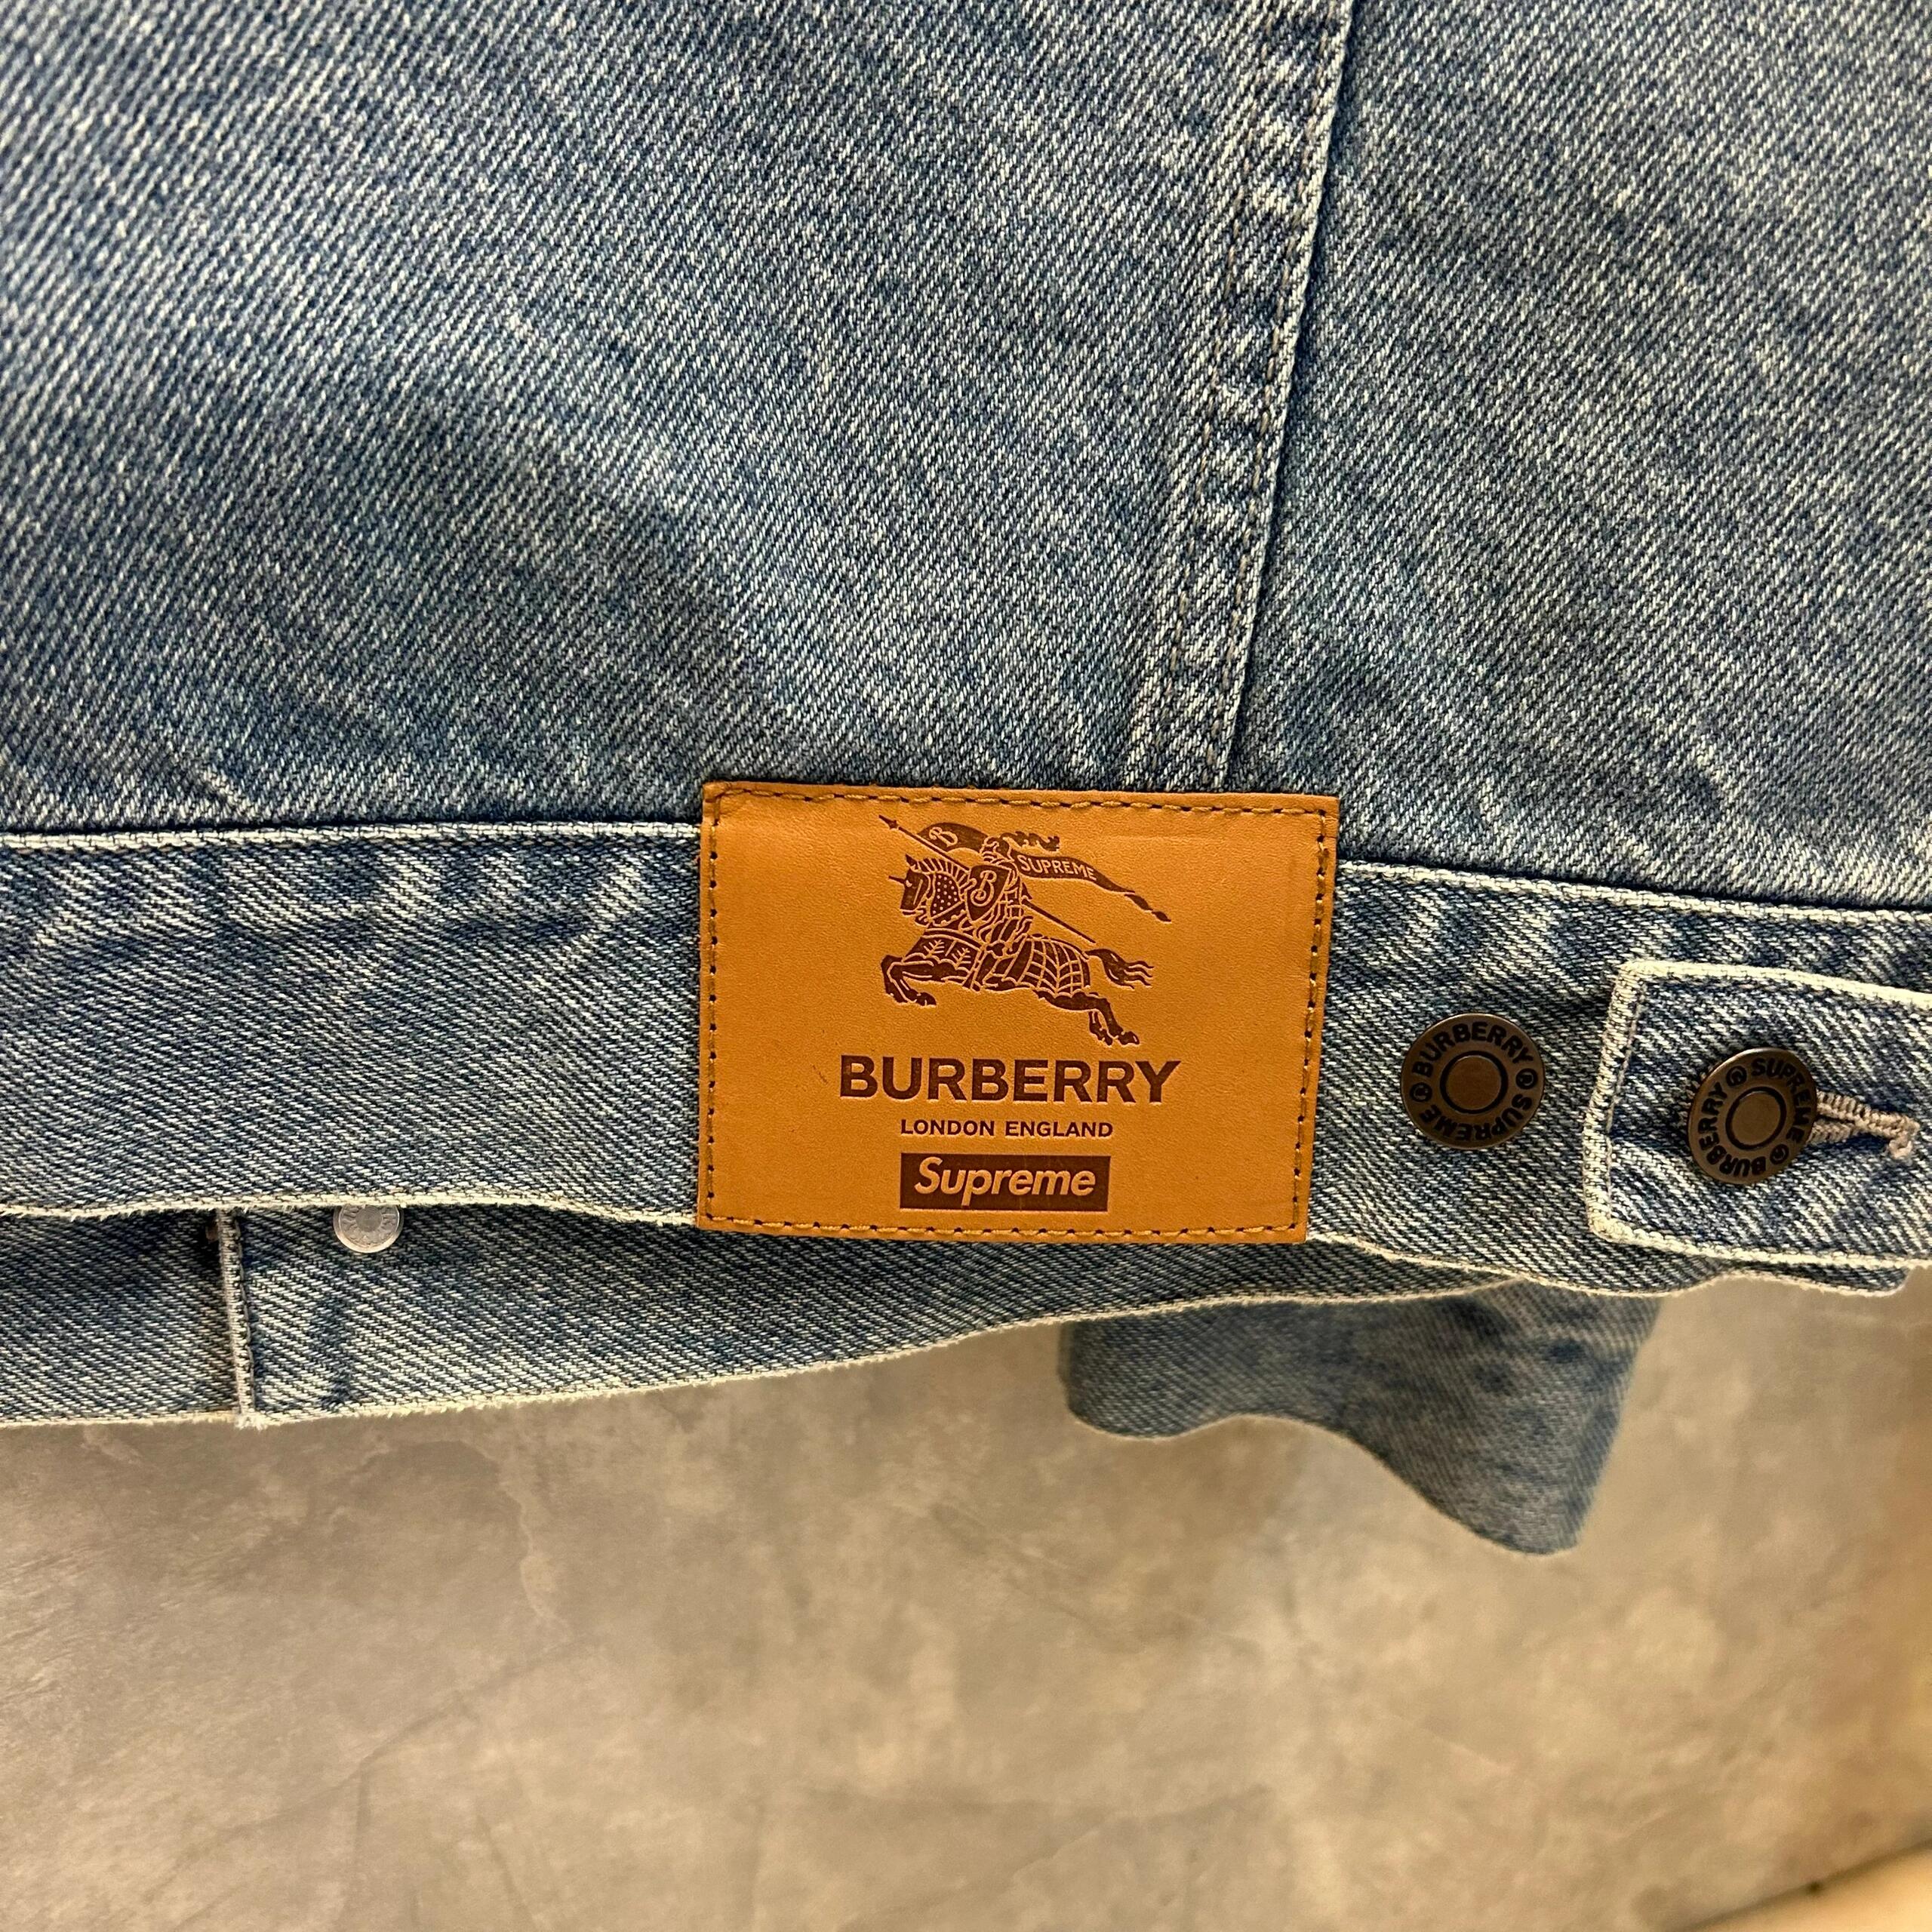 B
SUPREME
B
BURBERRY
LONDON ENGLAND
Supreme
BURBERRY ® SUPREME ®
BURBERRY ® SUPREME ®